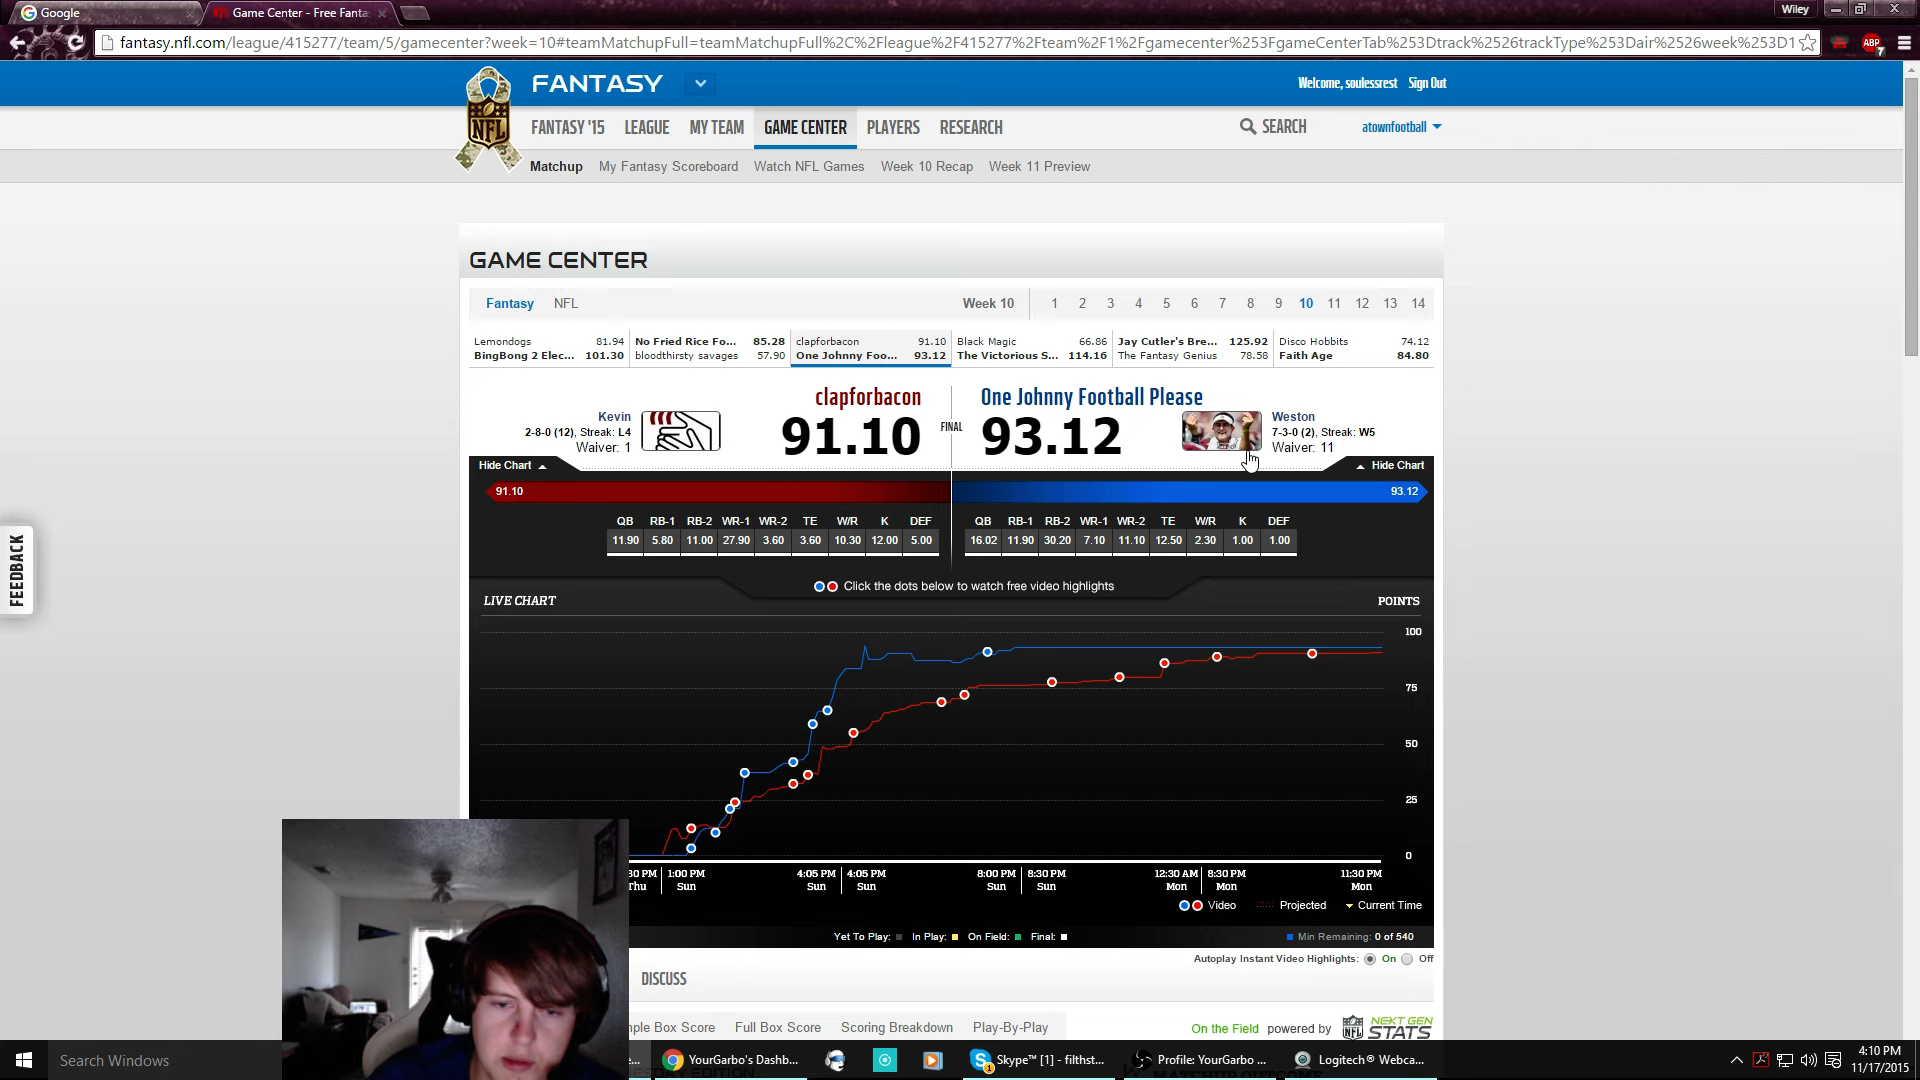 Google
Game Center - Free Fanta
Wiley
fantasy.nfl.com/league/415277/team/5/gamecenter?week=10#teamMatchupFull=teamMatchupFull%2C%2Fleague%2F415277%2Fteam%2F1%2Fgamecenter%253FgameCenterTab%253Dtrack%2526trackType%253Dair%2526week%253D1
ABP
7
NFL
FANTASY
Welcome, soulessrest Sign Out
FANTASY '15 LEAGUE MY TEAM GAME CENTER PLAYERS RESEARCH
SEARCH
atownfootball
Matchup My Fantasy Scoreboard Watch NFL Games Week 10 Recap Week 11 Preview
GAME CENTER
Fantasy NFL
Week 10 1 2 3 4 5 6 7 8 9 10 11 12 13 14
Lemondogs 81.94 No Fried Rice Fo... 85.28 clapforbacon 91.10 Black Magic 66.86 Jay Cutler's Bre... 125.92 Disco Hobbits 74.12
BingBong 2 Elec... 101.30 bloodthirsty savages 57.90 One Johnny Foo... 93.12 The Victorious S... 114.16 The Fantasy Genius 78.58 Faith Age 84.80
clapforbacon One Johnny Football Please
Kevin
2-8-0 (12), Streak: L4
Waiver: 1
91.10 FINAL 93.12
Weston
7-3-0 (2), Streak: W5
Waiver: 11
Hide Chart Hide Chart
91.10 93.12
QB RB-1 RB-2 WR-1 WR-2 TE W/R K DEF QB RB-1 RB-2 WR-1 WR-2 TE W/R K DEF
11.90 5.80 11.00 27.90 3.60 3.60 10.30 12.00 5.00 16.02 11.90 30.20 7.10 11.10 12.50 2.30 1.00 1.00
Click the dots below to watch free video highlights
LIVE CHART POINTS
100
75
50
25
0
30 PM 1:00 PM 4:05 PM 4:05 PM 8:00 PM 8:30 PM 12:30 AM 8:30 PM 11:30 PM
Thu Sun Sun Sun Sun Sun Mon Mon Mon
Video Projected Current Time
Yet To Play: In Play: On Field: Final: Min Remaining: 0 of 540
Autoplay Instant Video Highlights: On Off
DISCUSS
mple Box Score Full Box Score Scoring Breakdown Play-By-Play
On the Field powered by NFL NEXT GEN STATS
FEEDBACK
Search Windows
e... YourGarbo's Dashb... Skype™ [1] - filthst... Profile: YourGarbo ... Logitech® Webca...
1
4:10 PM
11/17/2015